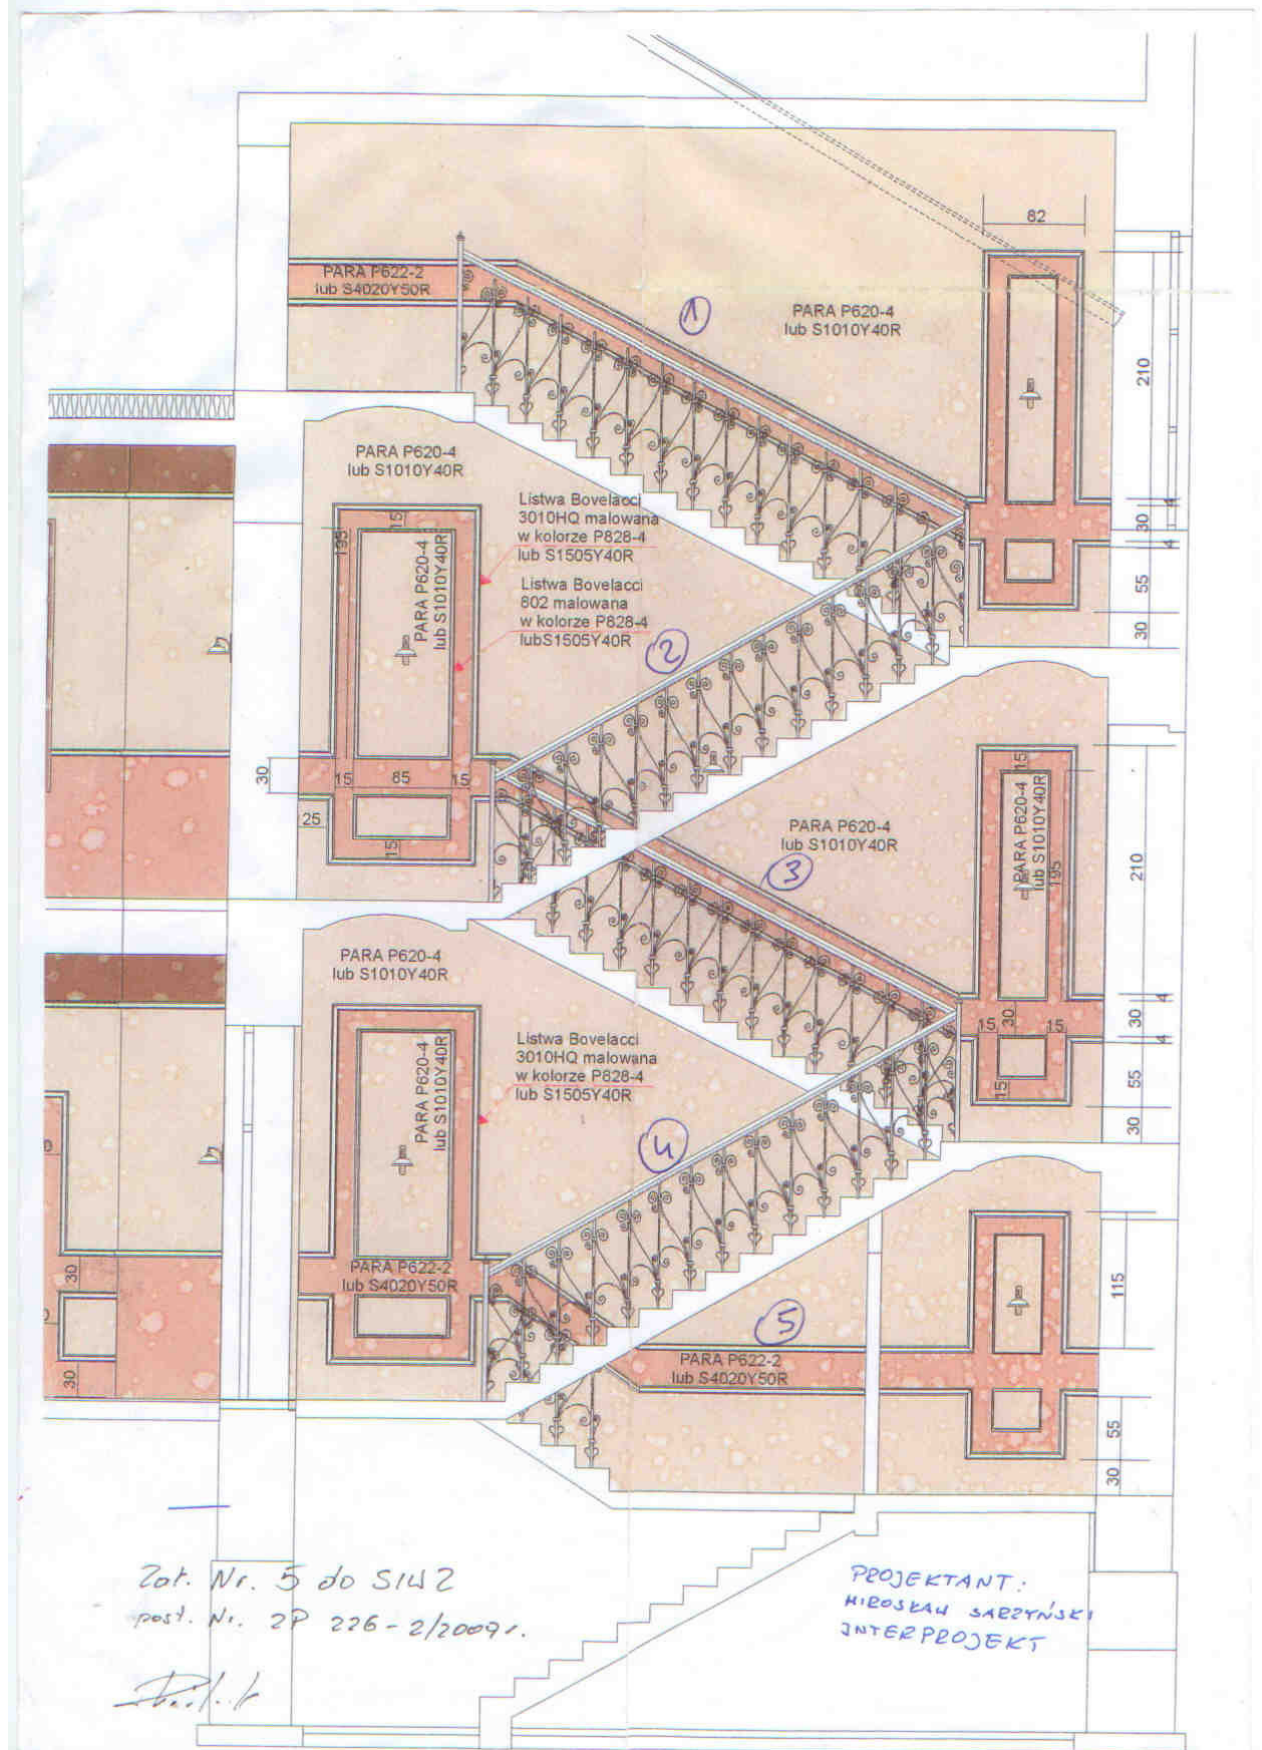 82
PARA P622-2
lub S4020Y50R
1
PARA P620-4
lub S1010Y40R
210
PARA P620-4
lub S1010Y40R
Listwa Bovelacci
3010HQ malowana
w kolorze P828-4
lub S1505Y40R
Listwa Bovelacci
802 malowana
w kolorze P828-4
lubS1505Y40R
15
195
PARA P620-4
lub S1010Y40R
4
30
4
55
30
2
30
15
85
15
25
15
PARA P620-4
lub S1010Y40R
3
15
PARA P620-4
lub S1010Y40R
195
210
PARA P620-4
lub S1010Y40R
Listwa Bovelacci
3010HQ malowana
w kolorze P828-4
lub S1505Y40R
PARA P620-4
lub S1010Y40R
4
30
4
15
30
15
15
55
30
4
PARA P622-2
lub S4020Y50R
30
30
5
PARA P622-2
lub S4020Y50R
115
55
30
Zał. Nr. 5 do SIWZ
post. Nr. ZP 226-2/2009r.
PROJEKTANT:
MIROSŁAW SARZYŃSKI
INTERPROJEKT